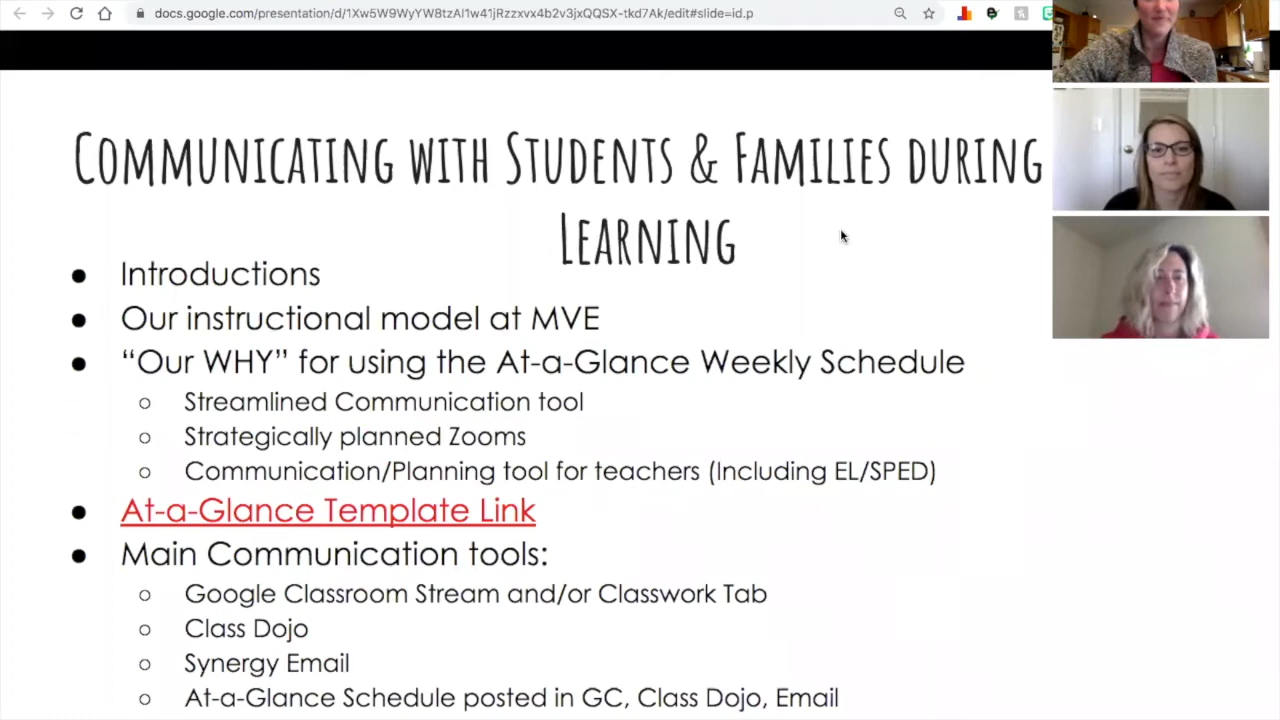 docs.google.com/presentation/d/1Xw5W9WyYW8tzAl1w41jRzzxvx4b2v3jxQQSX-tkd7Ak/edit#slide=id.p
Communicating with Students & Families during
Learning
● Introductions
● Our instructional model at MVE
● “Our WHY” for using the At-a-Glance Weekly Schedule
○ Streamlined Communication tool
○ Strategically planned Zooms
○ Communication/Planning tool for teachers (Including EL/SPED)
● At-a-Glance Template Link
● Main Communication tools:
○ Google Classroom Stream and/or Classwork Tab
○ Class Dojo
○ Synergy Email
○ At-a-Glance Schedule posted in GC, Class Dojo, Email